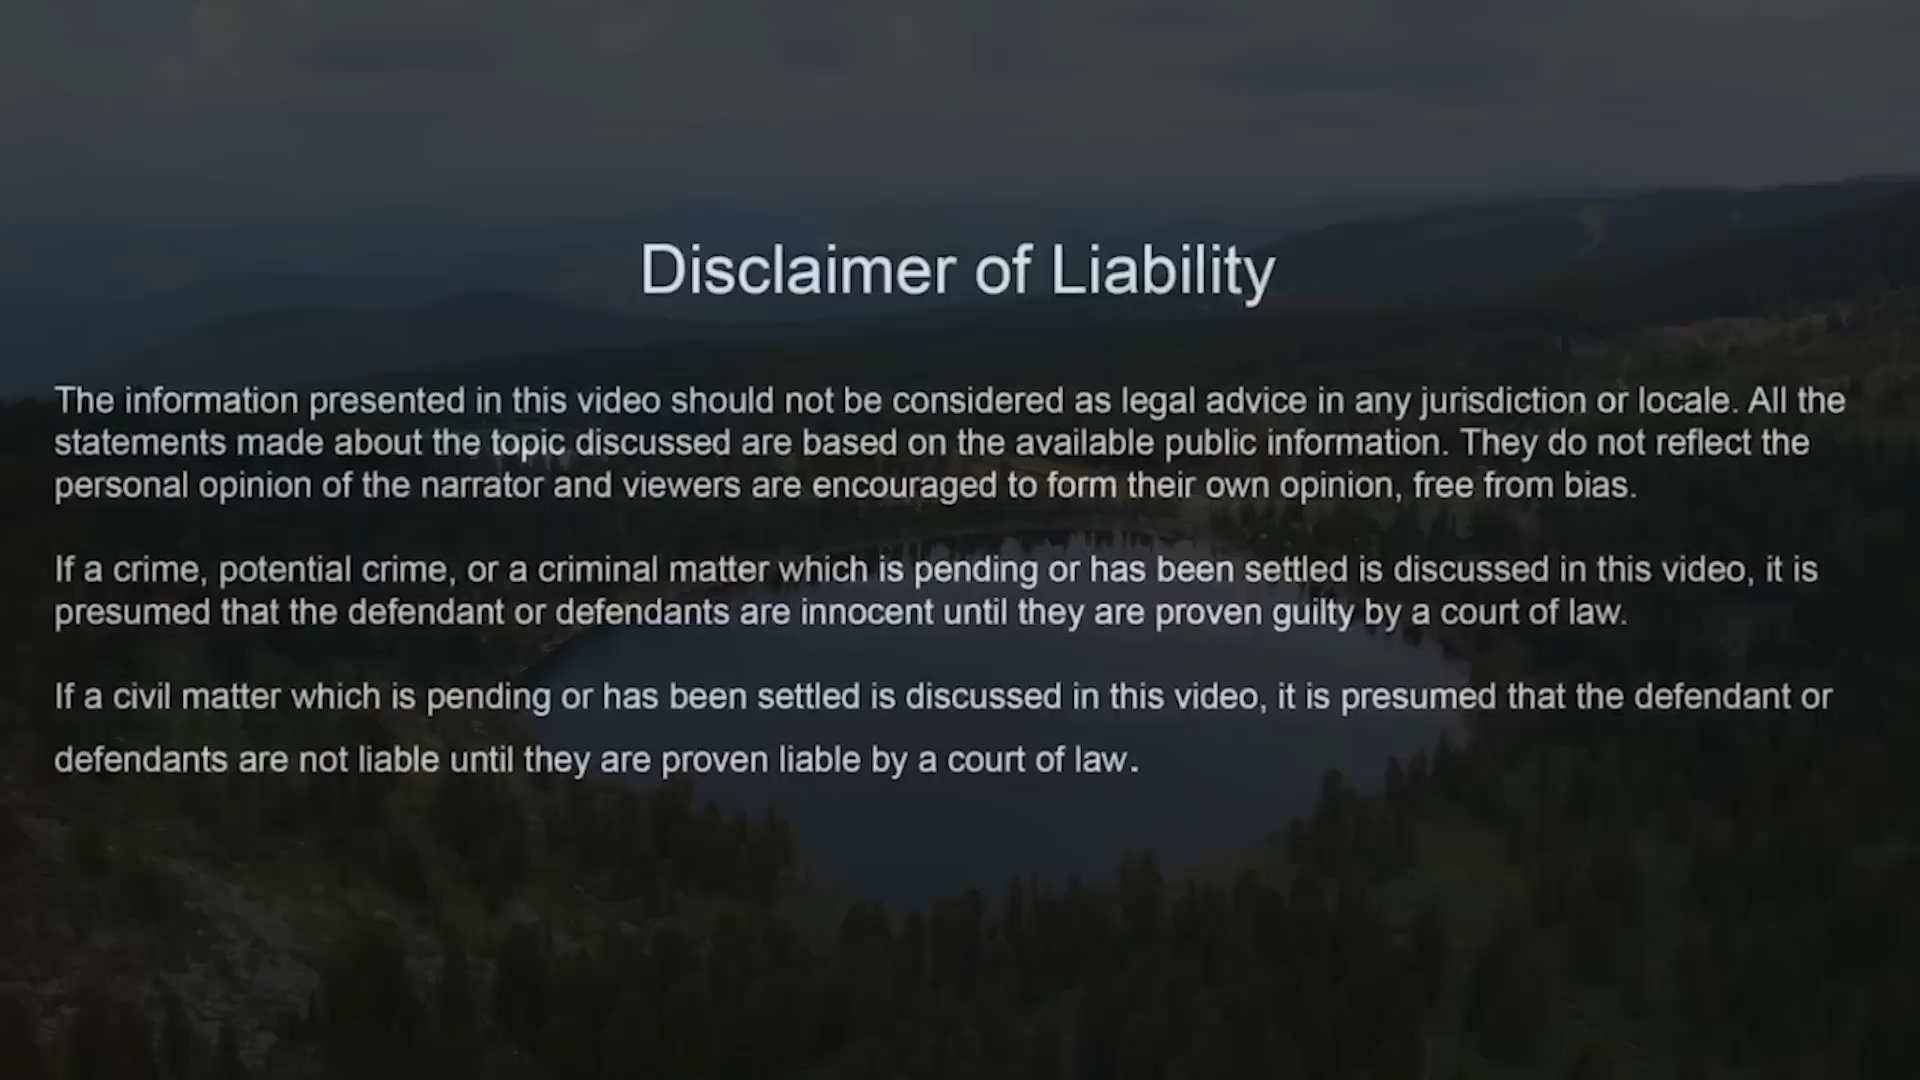 Disclaimer of Liability
The information presented in this video should not be considered as legal advice in any jurisdiction or locale. All the
statements made about the topic discussed are based on the available public information. They do not reflect the
personal opinion of the narrator and viewers are encouraged to form their own opinion, free from bias.
If a crime, potential crime, or a criminal matter which is pending or has been settled is discussed in this video, it is
presumed that the defendant or defendants are innocent until they are proven guilty by a court of law.
If a civil matter which is pending or has been settled is discussed in this video, it is presumed that the defendant or
defendants are not liable until they are proven liable by a court of law.